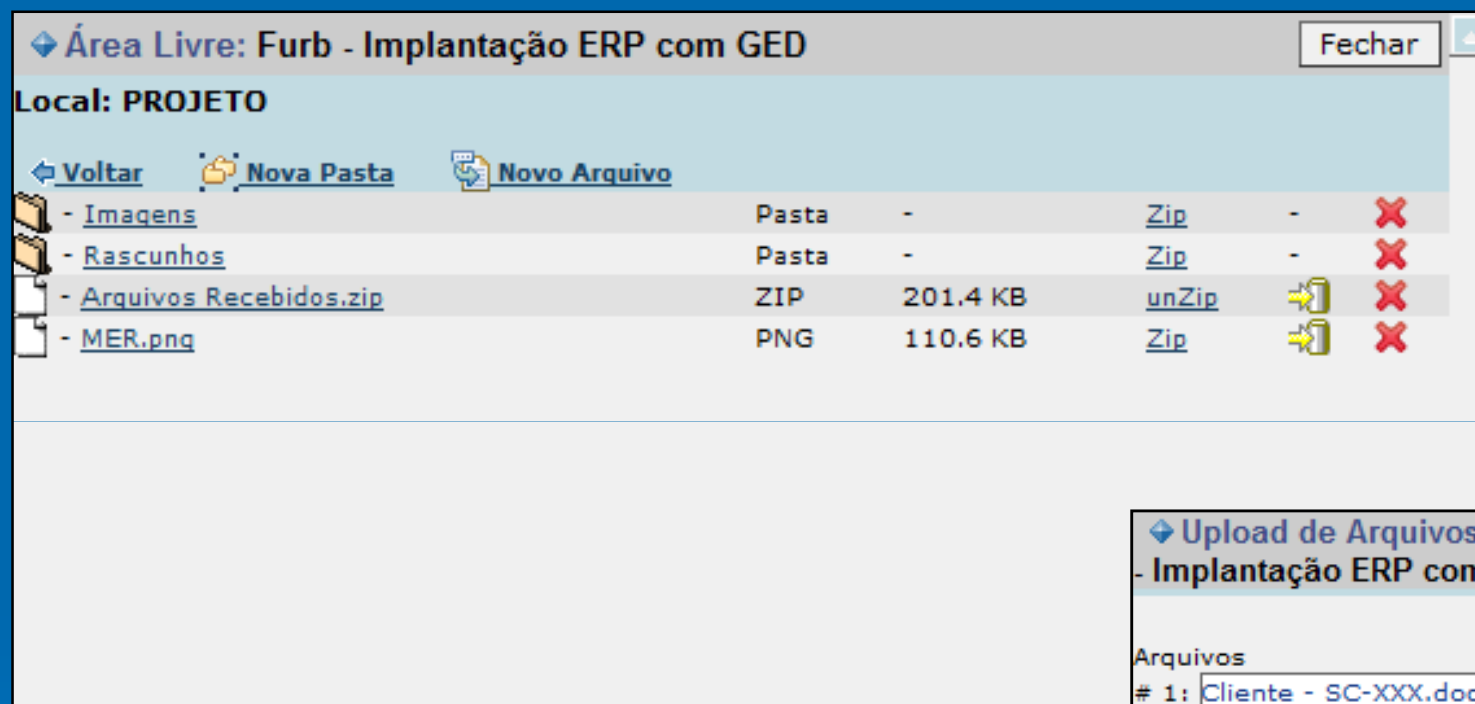 Área Livre: Furb - Implantação ERP com GED Fechar
Local: PROJETO
Voltar Nova Pasta Novo Arquivo
- Imagens Pasta - Zip -
- Rascunhos Pasta - Zip -
- Arquivos Recebidos.zip ZIP 201.4 KB unZip
- MER.png PNG 110.6 KB Zip
Upload de Arquivos
- Implantação ERP com
Arquivos
# 1: Cliente - SC-XXX.doc